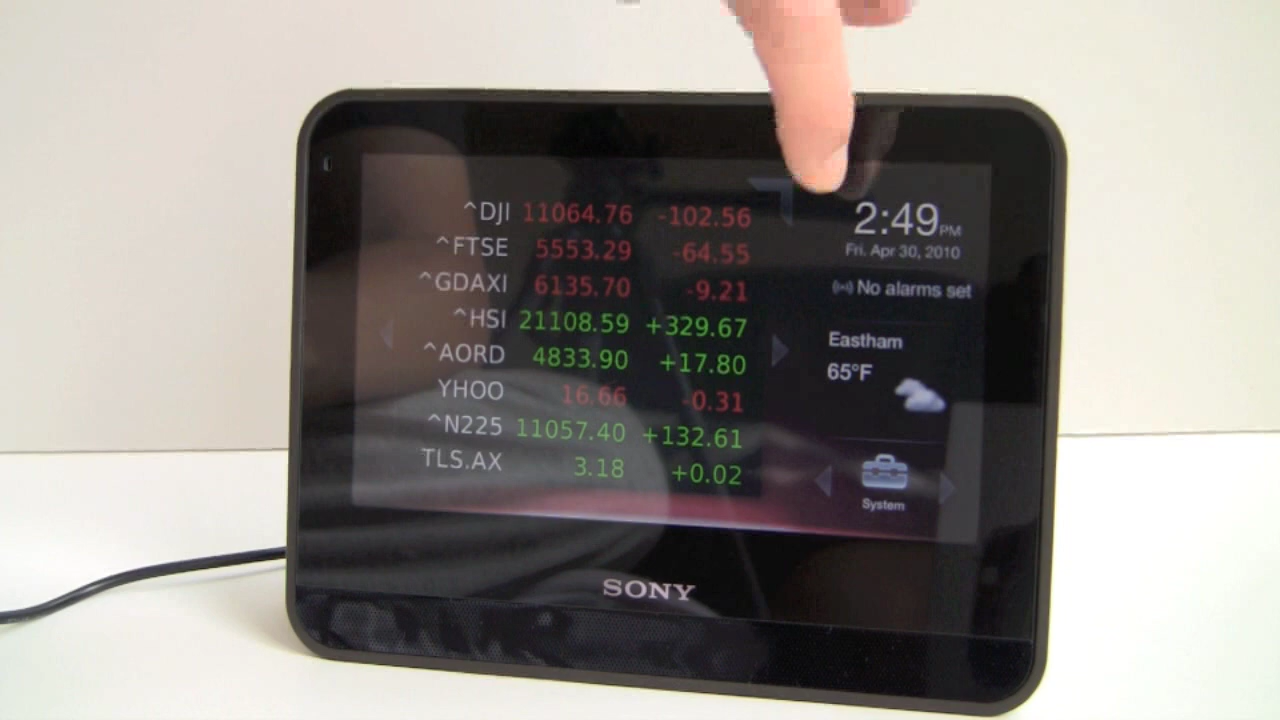 ^DJI 11064.76 -102.56
^FTSE 5553.29 -64.55
^GDAXI 6135.70 -9.21
^HSI 21108.59 +329.67
^AORD 4833.90 +17.80
YHOO 16.66 -0.31
^N225 11057.40 +132.61
TLS.AX 3.18 +0.02
2:49PM
Fri. Apr 30, 2010
No alarms set
Eastham
65°F
System
SONY